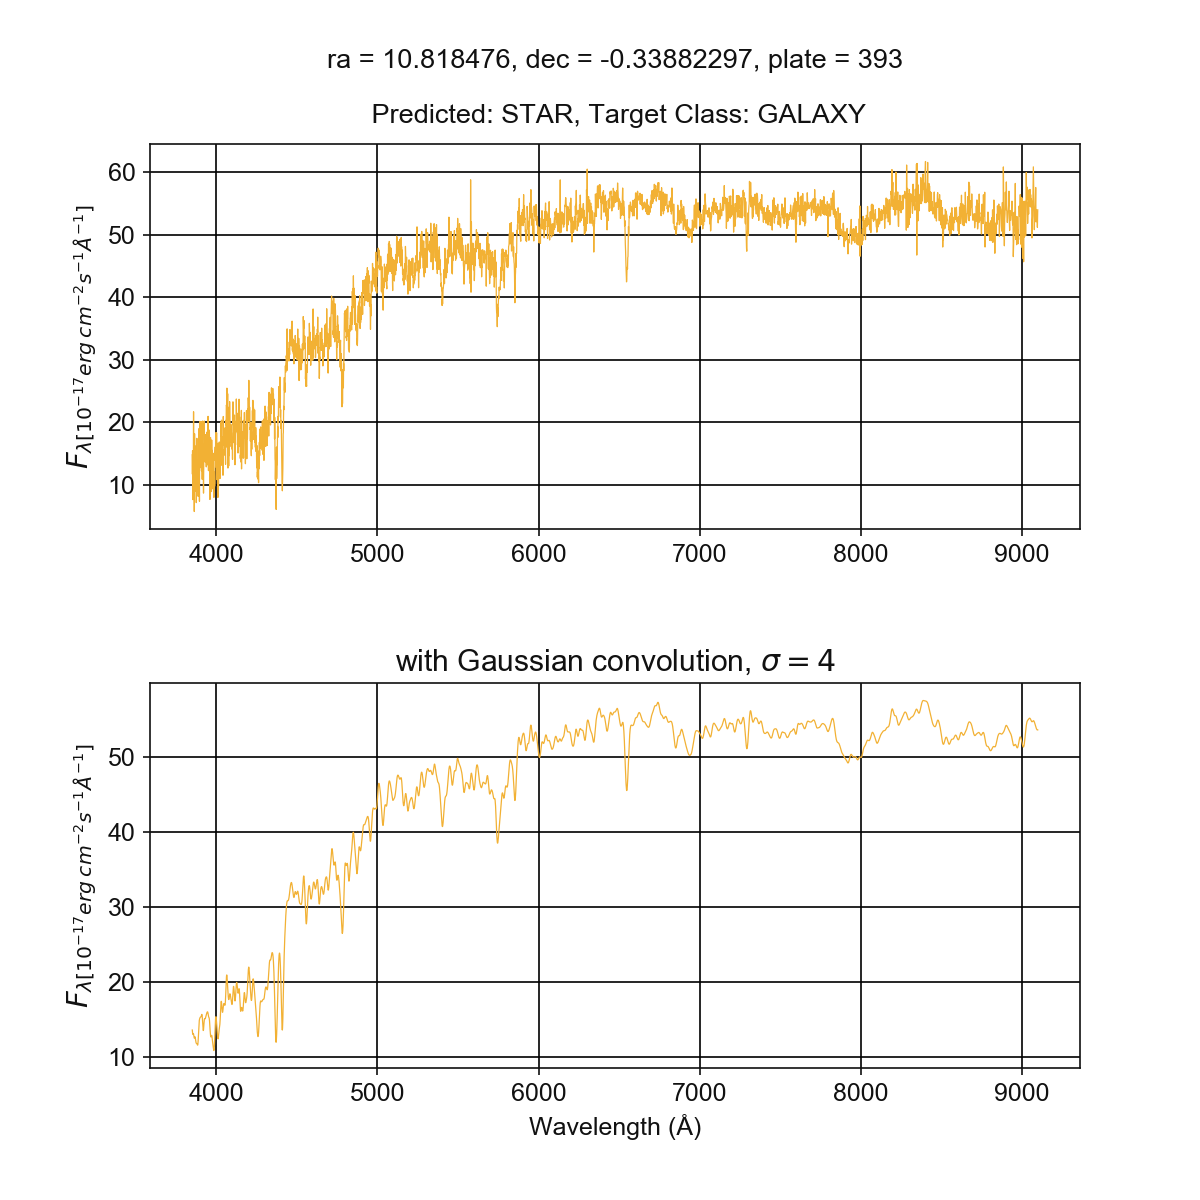 ra = 10.818476, dec = -0.33882297, plate = 393
Predicted: STAR, Target Class: GALAXY
60
50
40
30
20
10
F_λ[10⁻¹⁷ erg cm⁻² s⁻¹ Å⁻¹]
4000 5000 6000 7000 8000 9000
with Gaussian convolution, σ = 4
50
40
30
20
10
F_λ[10⁻¹⁷ erg cm⁻² s⁻¹ Å⁻¹]
4000 5000 6000 7000 8000 9000
Wavelength (Å)